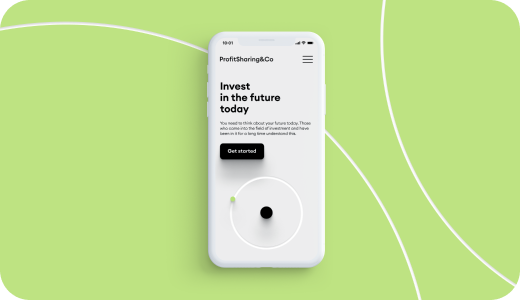 10:01
ProfitSharing&Co
Invest
in the future
today
You need to think about your future today. Those
who came into the field of investment and have
been in it for a long time understand this.
Get started